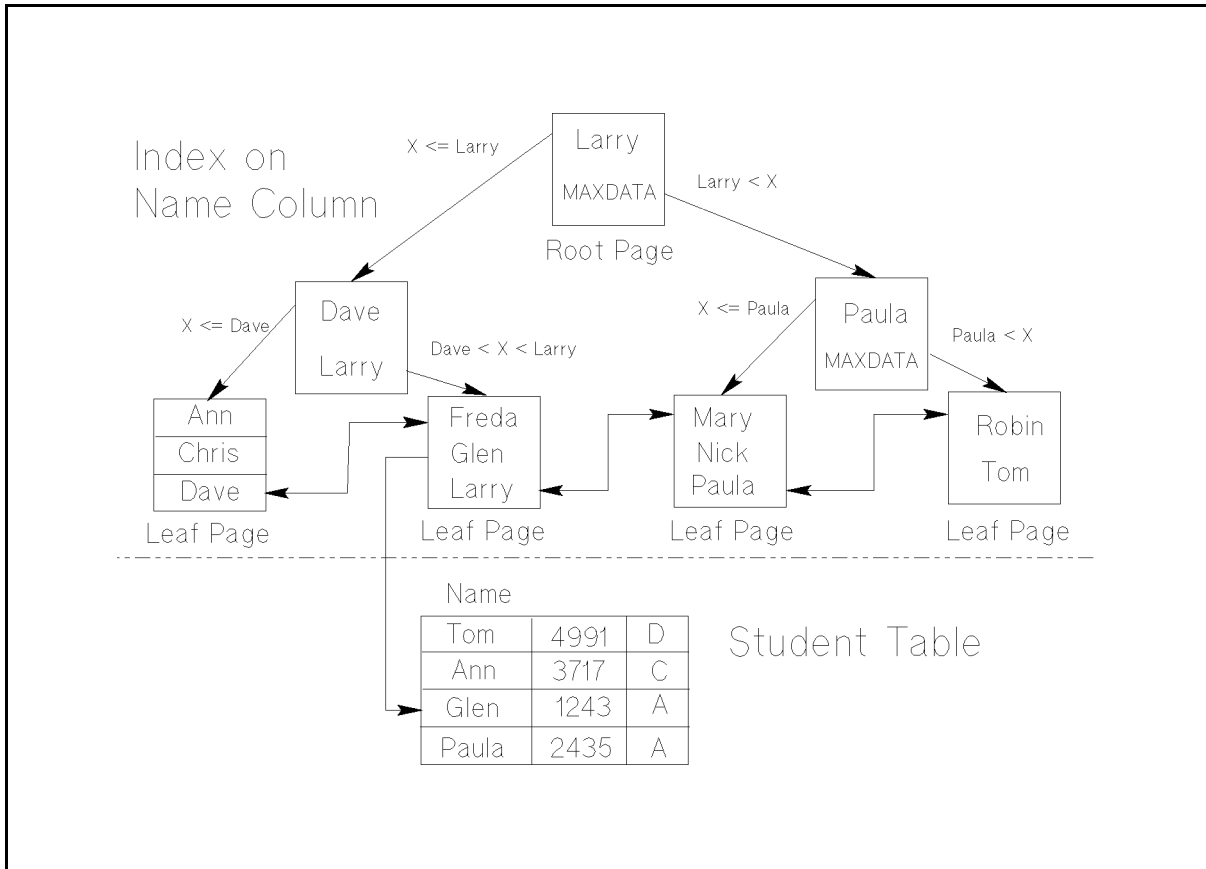 Index on
Name Column
X <= Larry
Larry
MAXDATA
Root Page
Larry < X
X <= Dave
Dave
Larry
Dave < X < Larry
X <= Paula
Paula
MAXDATA
Paula < X
Ann
Chris
Dave
Leaf Page
Freda
Glen
Larry
Leaf Page
Mary
Nick
Paula
Leaf Page
Robin
Tom
Leaf Page
Name
Tom 4991 D
Ann 3717 C
Glen 1243 A
Paula 2435 A
Student Table